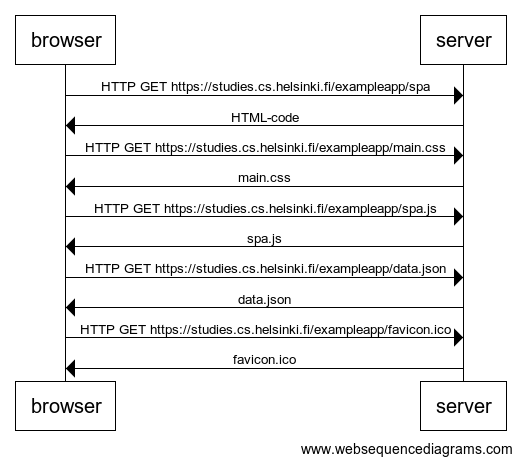 browser
server
HTTP GET https://studies.cs.helsinki.fi/exampleapp/spa
HTML-code
HTTP GET https://studies.cs.helsinki.fi/exampleapp/main.css
main.css
HTTP GET https://studies.cs.helsinki.fi/exampleapp/spa.js
spa.js
HTTP GET https://studies.cs.helsinki.fi/exampleapp/data.json
data.json
HTTP GET https://studies.cs.helsinki.fi/exampleapp/favicon.ico
favicon.ico
browser
server
www.websequencediagrams.com